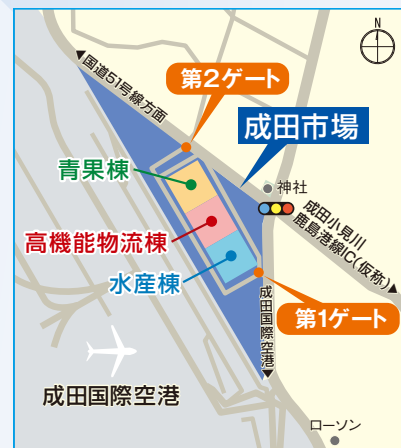 N
◀国道51号線方面
第2ゲート
成田市場
青果棟
神社
高機能物流棟
成田小見川
鹿島港線IC(仮称)▶
水産棟
成田国際空港▶
第1ゲート
成田国際空港
ローソン